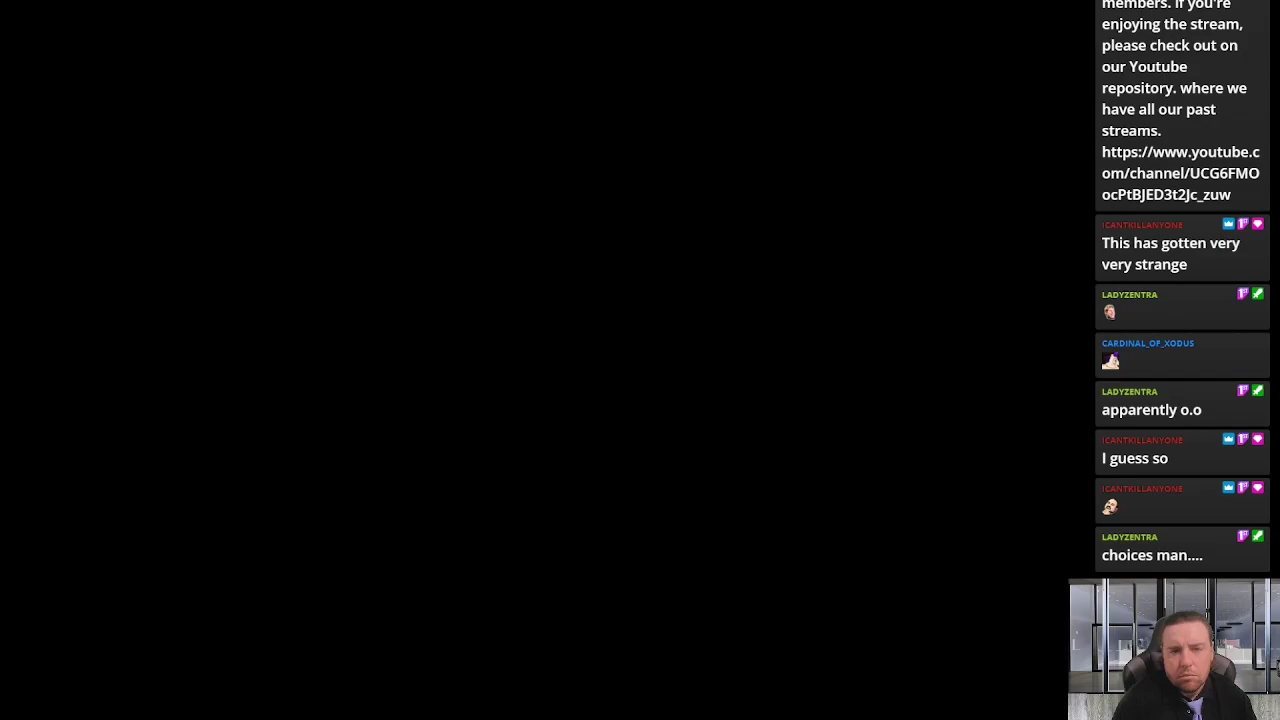 members. If you're
enjoying the stream,
please check out on
our Youtube
repository. where we
have all our past
streams.
https://www.youtube.c
om/channel/UCG6FMO
ocPtBJED3t2Jc_zuw
ICANTKILLANYONE
This has gotten very
very strange
LADYZENTRA
CARDINAL_OF_XODUS
LADYZENTRA
apparently o.o
ICANTKILLANYONE
I guess so
ICANTKILLANYONE
LADYZENTRA
choices man....